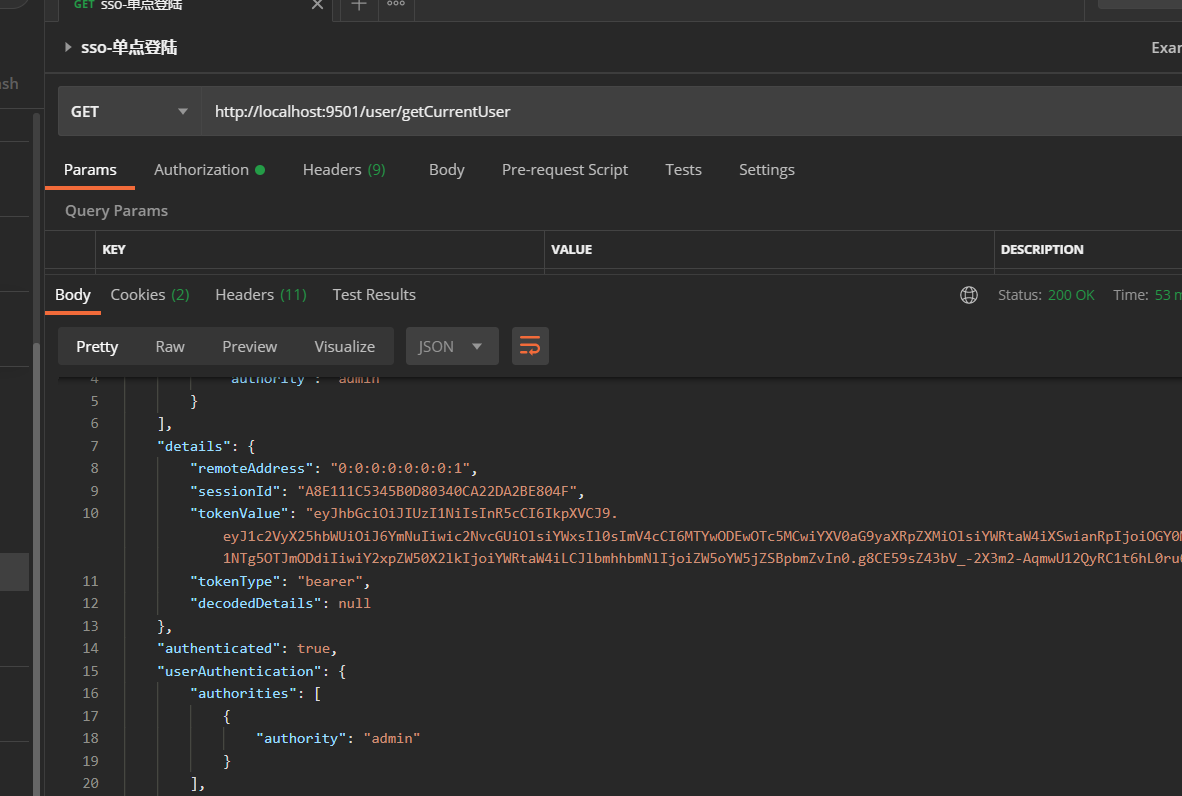 GET sso-单点登陆
sso-单点登陆
GET http://localhost:9501/user/getCurrentUser
Params Authorization Headers (9) Body Pre-request Script Tests Settings
Query Params
KEY VALUE DESCRIPTION
Body Cookies (2) Headers (11) Test Results Status: 200 OK Time: 53
Pretty Raw Preview Visualize JSON
4 "authority": "admin"
5 }
6 ],
7 "details": {
8 "remoteAddress": "0:0:0:0:0:0:0:1",
9 "sessionId": "A8E111C5345B0D80340CA22DA2BE804F",
10 "tokenValue": "eyJhbGciOiJIUzI1NiIsInR5cCI6IkpXVCJ9.
eyJ1c2VyX25hbWUiOiJ6YmNuIiwic2NvcGUiOlsiYWxsIl0sImV4cCI6MTYwODEwOTc5MCwiYXV0aG9yaXRpZXMiOlsiYWRtaW4iXSwianRpIjoiOGY0M
1NTg5OTJmODdiIiwiY2xpZW50X2lkIjoiYWRtaW4iLCJlbmhhbmNlIjoiZW5oYW5jZSBpbmZvIn0.g8CE59sZ43bV_-2X3m2-AqmwU12QyRC1t6hL0ru
11 "tokenType": "bearer",
12 "decodedDetails": null
13 },
14 "authenticated": true,
15 "userAuthentication": {
16 "authorities": [
17 {
18 "authority": "admin"
19 }
20 ],